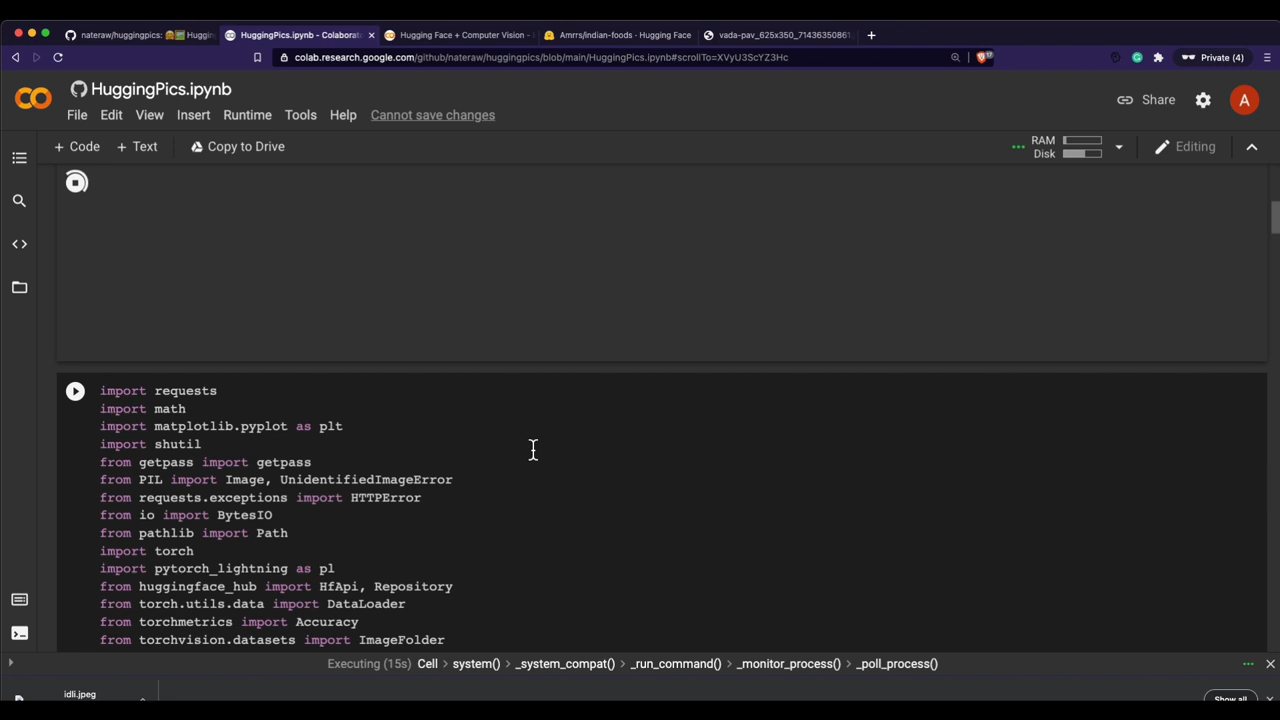 nateraw/huggingpics: 🤗🖼️ Hugging
HuggingPics.ipynb - Colaborat
Hugging Face + Computer Vision -
Amrrs/indian-foods · Hugging Face
vada-pav_625x350_71436350861
colab.research.google.com/github/nateraw/huggingpics/blob/main/HuggingPics.ipynb#scrollTo=XVyU3ScYZ3Hc
17
Private (4)
CO
HuggingPics.ipynb
Share
A
File Edit View Insert Runtime Tools Help Cannot save changes
+ Code + Text Copy to Drive
RAM
Disk
Editing
import requests
import math
import matplotlib.pyplot as plt
import shutil
from getpass import getpass
from PIL import Image, UnidentifiedImageError
from requests.exceptions import HTTPError
from io import BytesIO
from pathlib import Path
import torch
import pytorch_lightning as pl
from huggingface_hub import HfApi, Repository
from torch.utils.data import DataLoader
from torchmetrics import Accuracy
from torchvision.datasets import ImageFolder
Executing (15s) Cell > system() > _system_compat() > _run_command() > _monitor_process() > _poll_process()
idli.jpeg
Show all